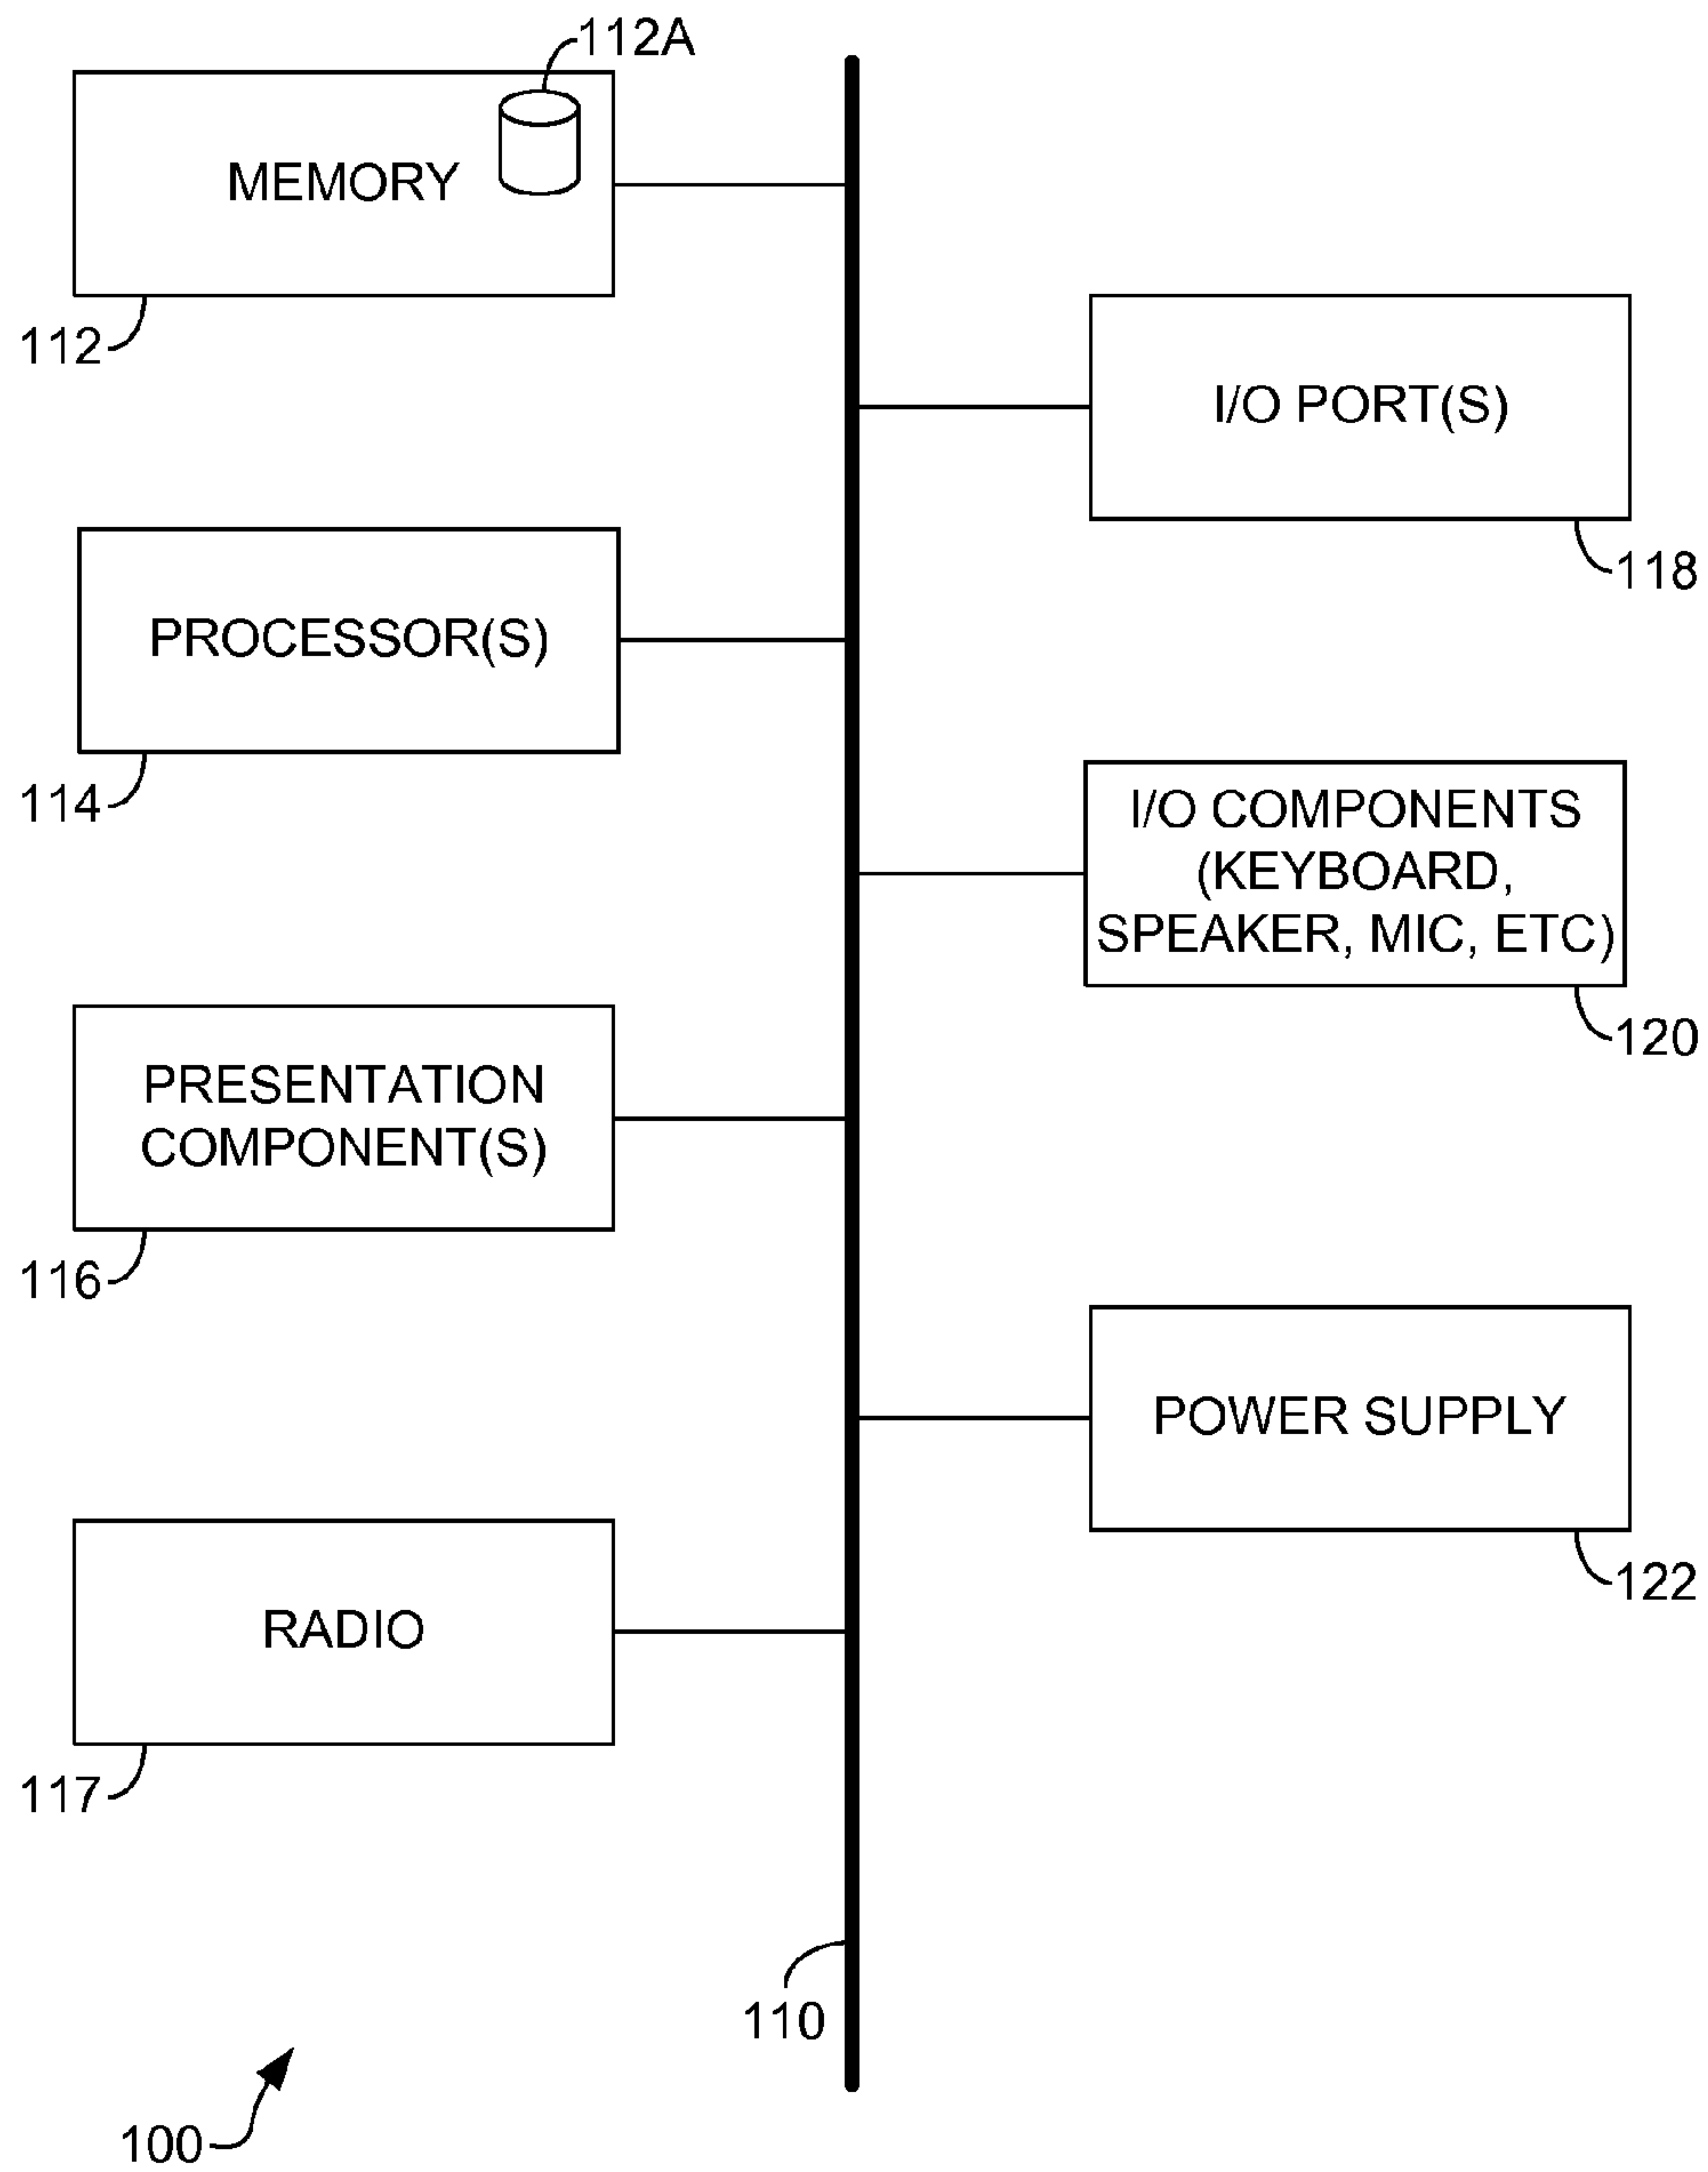 112A
MEMORY
112
I/O PORT(S)
118
PROCESSOR(S)
114
I/O COMPONENTS
(KEYBOARD,
SPEAKER, MIC, ETC)
120
PRESENTATION
COMPONENT(S)
116
POWER SUPPLY
122
RADIO
117
110
100